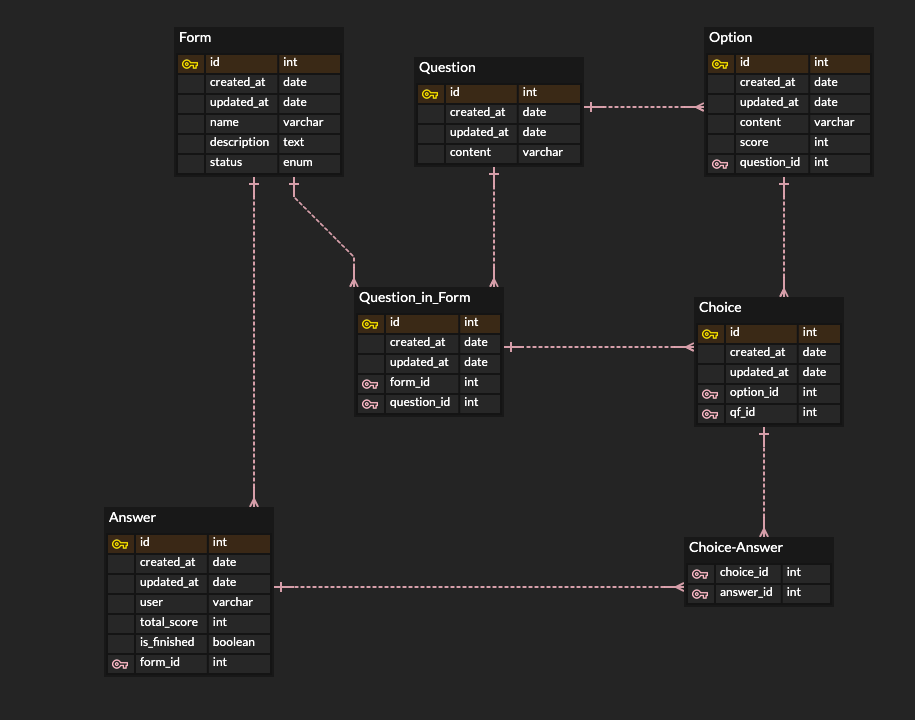 Form
id int
created_at date
updated_at date
name varchar
description text
status enum
Question
id int
created_at date
updated_at date
content varchar
Option
id int
created_at date
updated_at date
content varchar
score int
question_id int
Question_in_Form
id int
created_at date
updated_at date
form_id int
question_id int
Choice
id int
created_at date
updated_at date
option_id int
qf_id int
Answer
id int
created_at date
updated_at date
user varchar
total_score int
is_finished boolean
form_id int
Choice-Answer
choice_id int
answer_id int